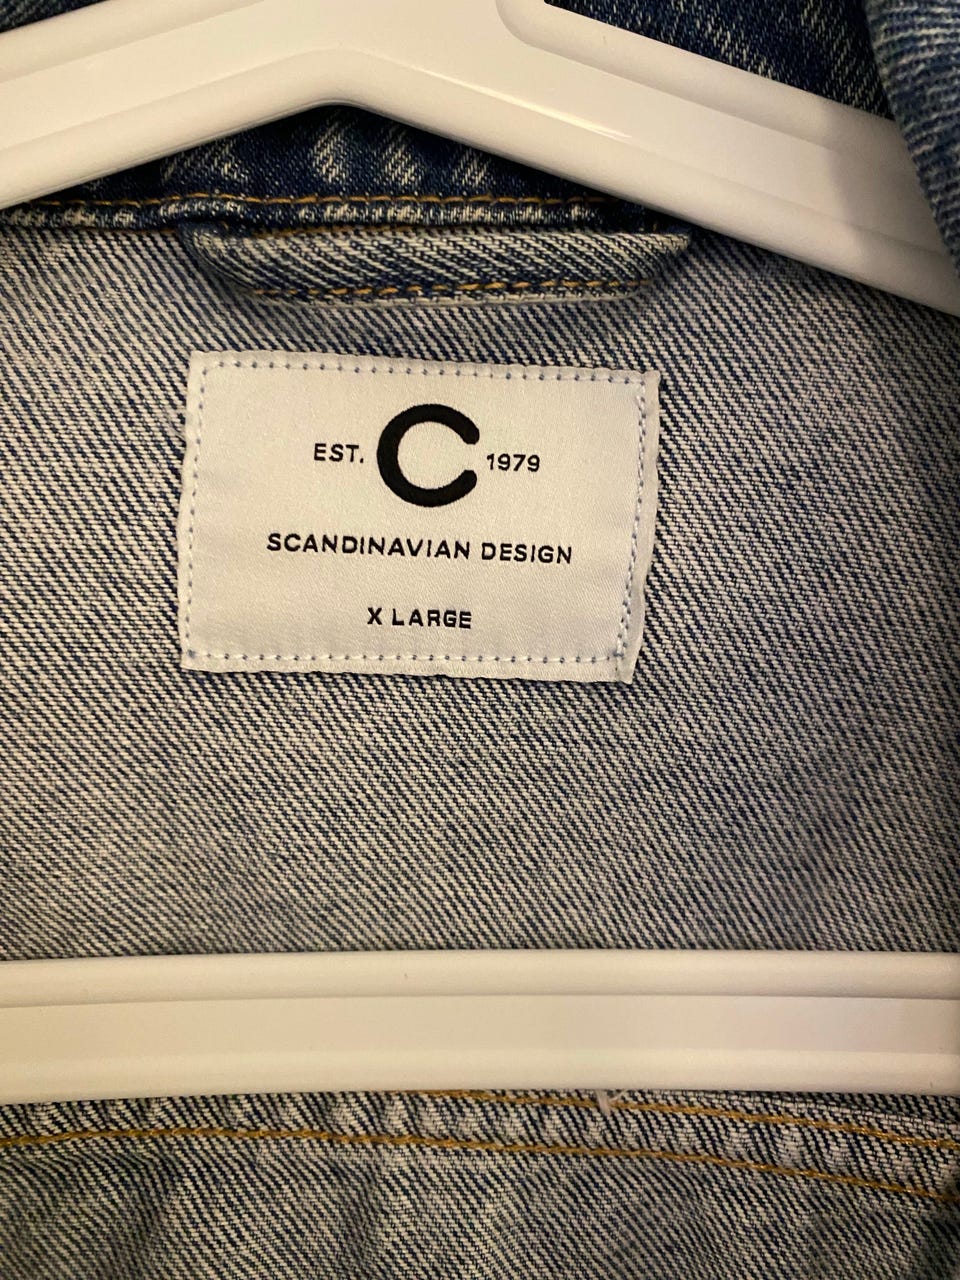 EST. C 1979
SCANDINAVIAN DESIGN
X LARGE